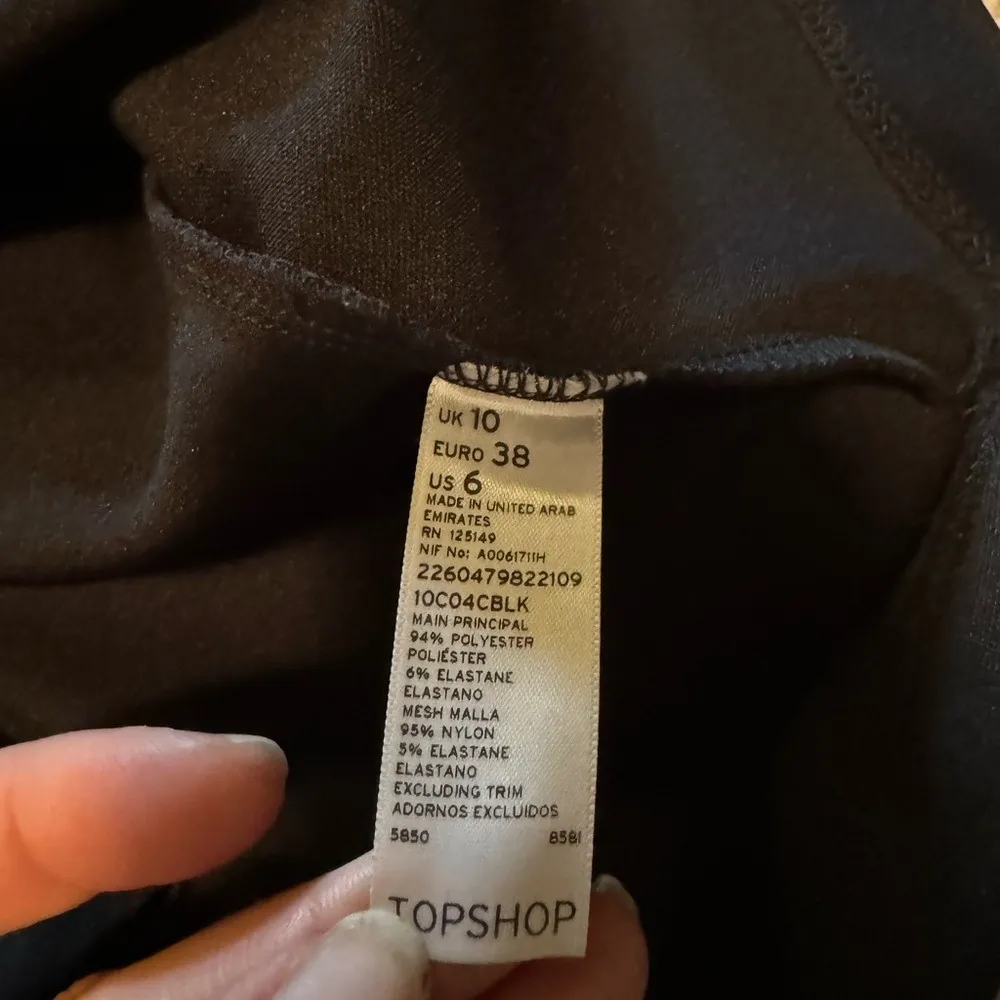 UK 10
EURO 38
US 6
MADE IN UNITED ARAB
EMIRATES
RN 125149
NIF No: A0061711H
2260479822109
10C04CBLK
MAIN PRINCIPAL
94% POLYESTER
POLIÉSTER
6% ELASTANE
ELASTANO
MESH MALLA
95% NYLON
5% ELASTANE
ELASTANO
EXCLUDING TRIM
ADORNOS EXCLUIDOS
5850 8581
TOPSHOP